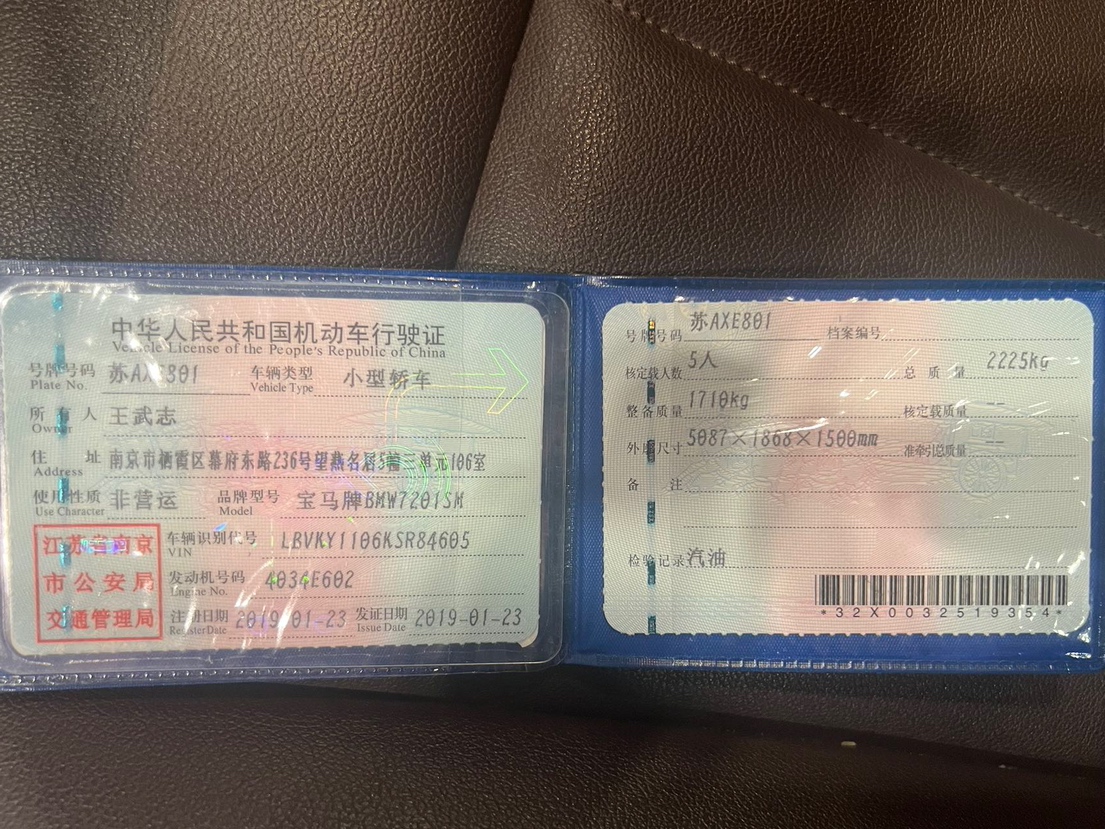 中华人民共和国机动车行驶证
Vehicle License of the People's Republic of China
号牌号码 苏AXE801 车辆类型 小型轿车
Plate No. Vehicle Type
所有人 王武志
Owner
住址 南京市栖霞区幕府东路236号望燕名居5幢三单元106室
Address
使用性质 非营运 品牌型号 宝马牌BMW7201SM
Use Character Model
江苏省南京
市公安局
交通管理局
车辆识别代号 LBVKY1106KSR84605
VIN
发动机号码 4034E602
Engine No.
注册日期 2019-01-23 发证日期 2019-01-23
Register Date Issue Date
号牌号码 苏AXE801 档案编号
核定载人数 5人 总质量 2225kg
整备质量 1710kg 核定载质量 --
外廓尺寸 5087×1868×1500mm 准牵引总质量 --
备注
检验记录 汽油
*32X0032519354*